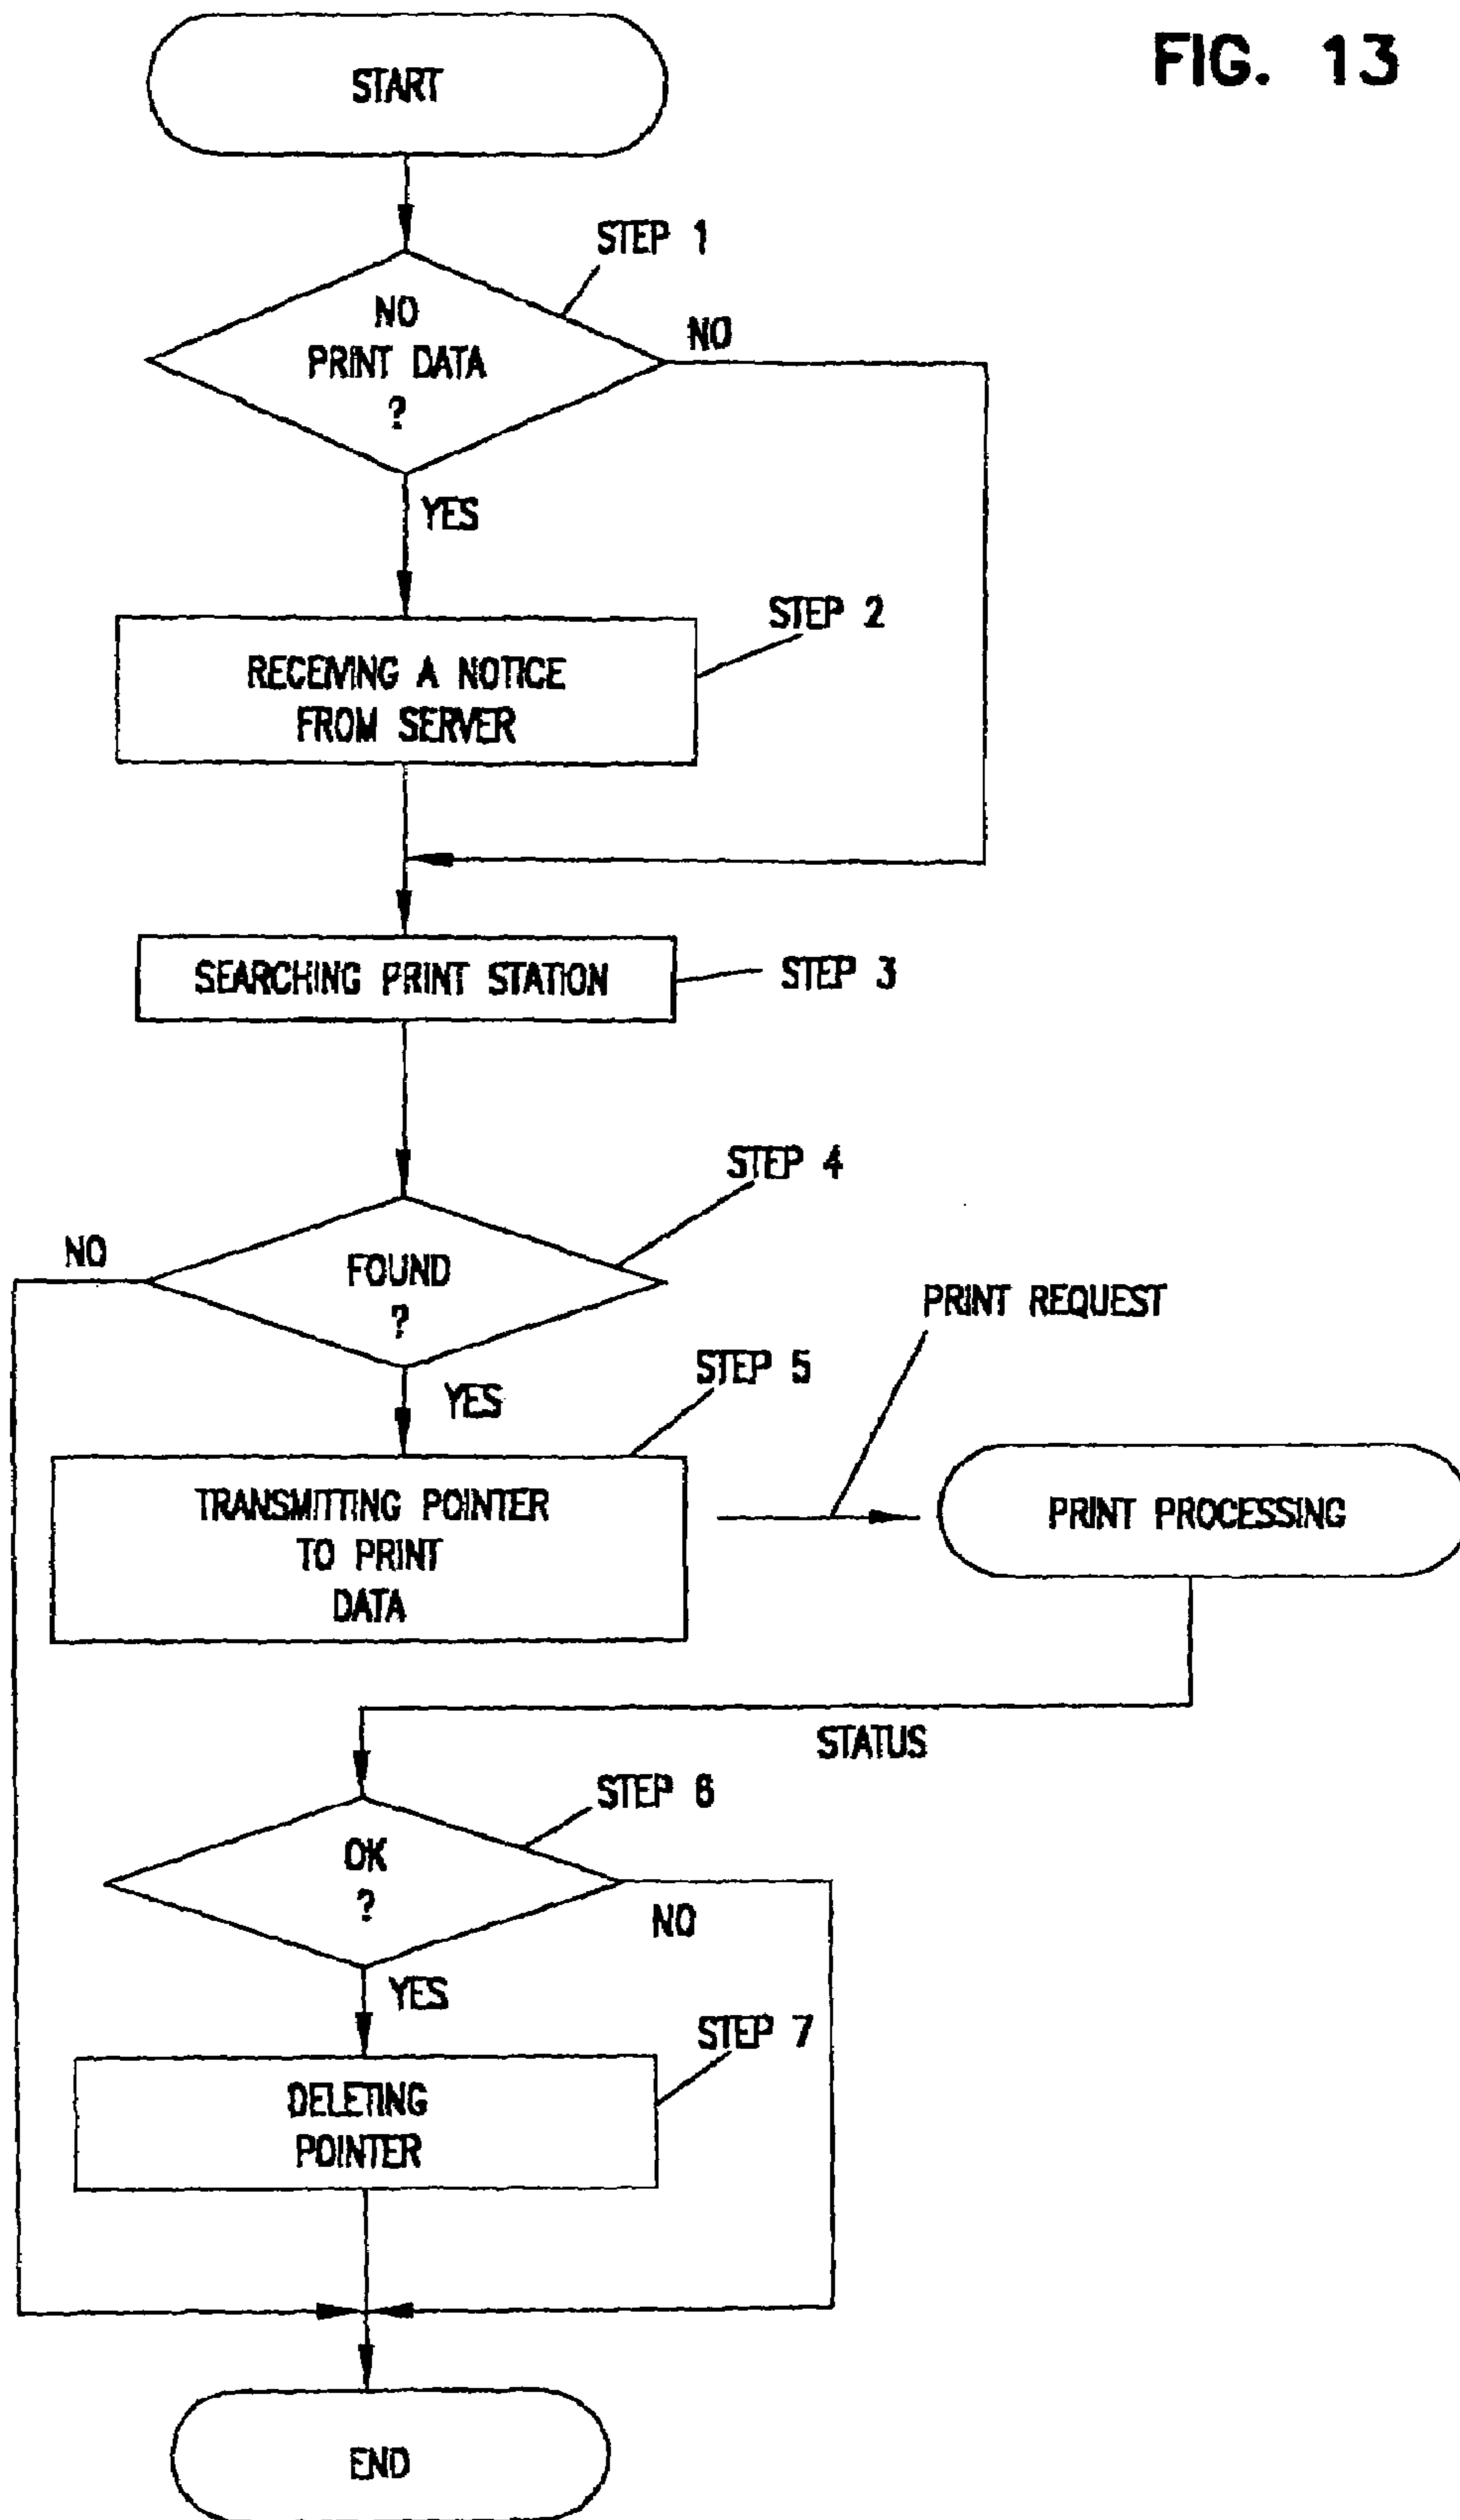 FIG. 13
START
STEP 1
NO
PRINT DATA
?
NO
YES
STEP 2
RECEIVING A NOTICE
FROM SERVER
SEARCHING PRINT STATION
STEP 3
STEP 4
NO
FOUND
?
PRINT REQUEST
STEP 5
YES
TRANSMITTING POINTER
TO PRINT
DATA
PRINT PROCESSING
STATUS
STEP 6
OK
?
NO
YES
STEP 7
DELETING
POINTER
END